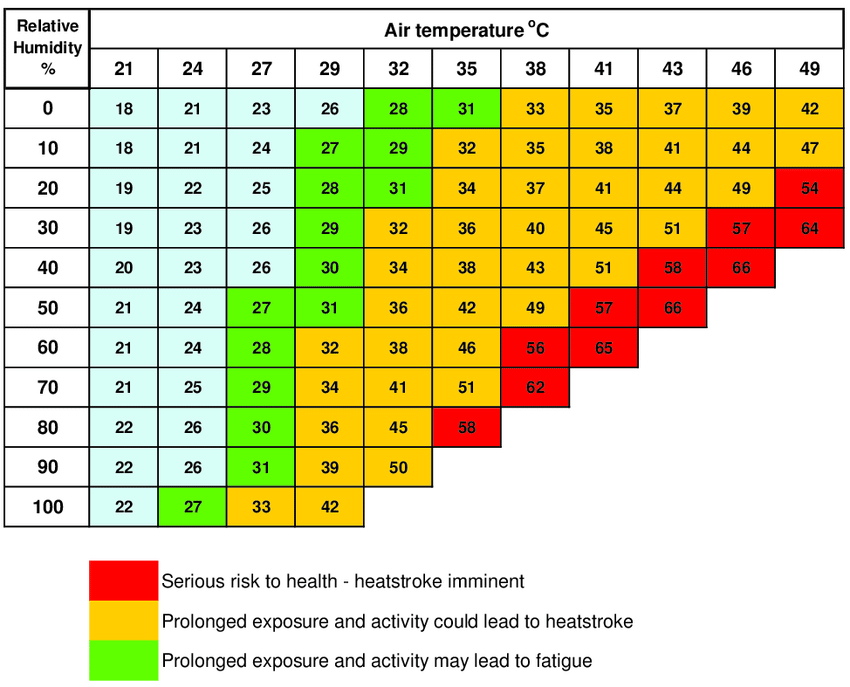 Relative Humidity % Air temperature °C
21 24 27 29 32 35 38 41 43 46 49
0 18 21 23 26 28 31 33 35 37 39 42
10 18 21 24 27 29 32 35 38 41 44 47
20 19 22 25 28 31 34 37 41 44 49 54
30 19 23 26 29 32 36 40 45 51 57 64
40 20 23 26 30 34 38 43 51 58 66
50 21 24 27 31 36 42 49 57 66
60 21 24 28 32 38 46 56 65
70 21 25 29 34 41 51 62
80 22 26 30 36 45 58
90 22 26 31 39 50
100 22 27 33 42
Serious risk to health - heatstroke imminent
Prolonged exposure and activity could lead to heatstroke
Prolonged exposure and activity may lead to fatigue